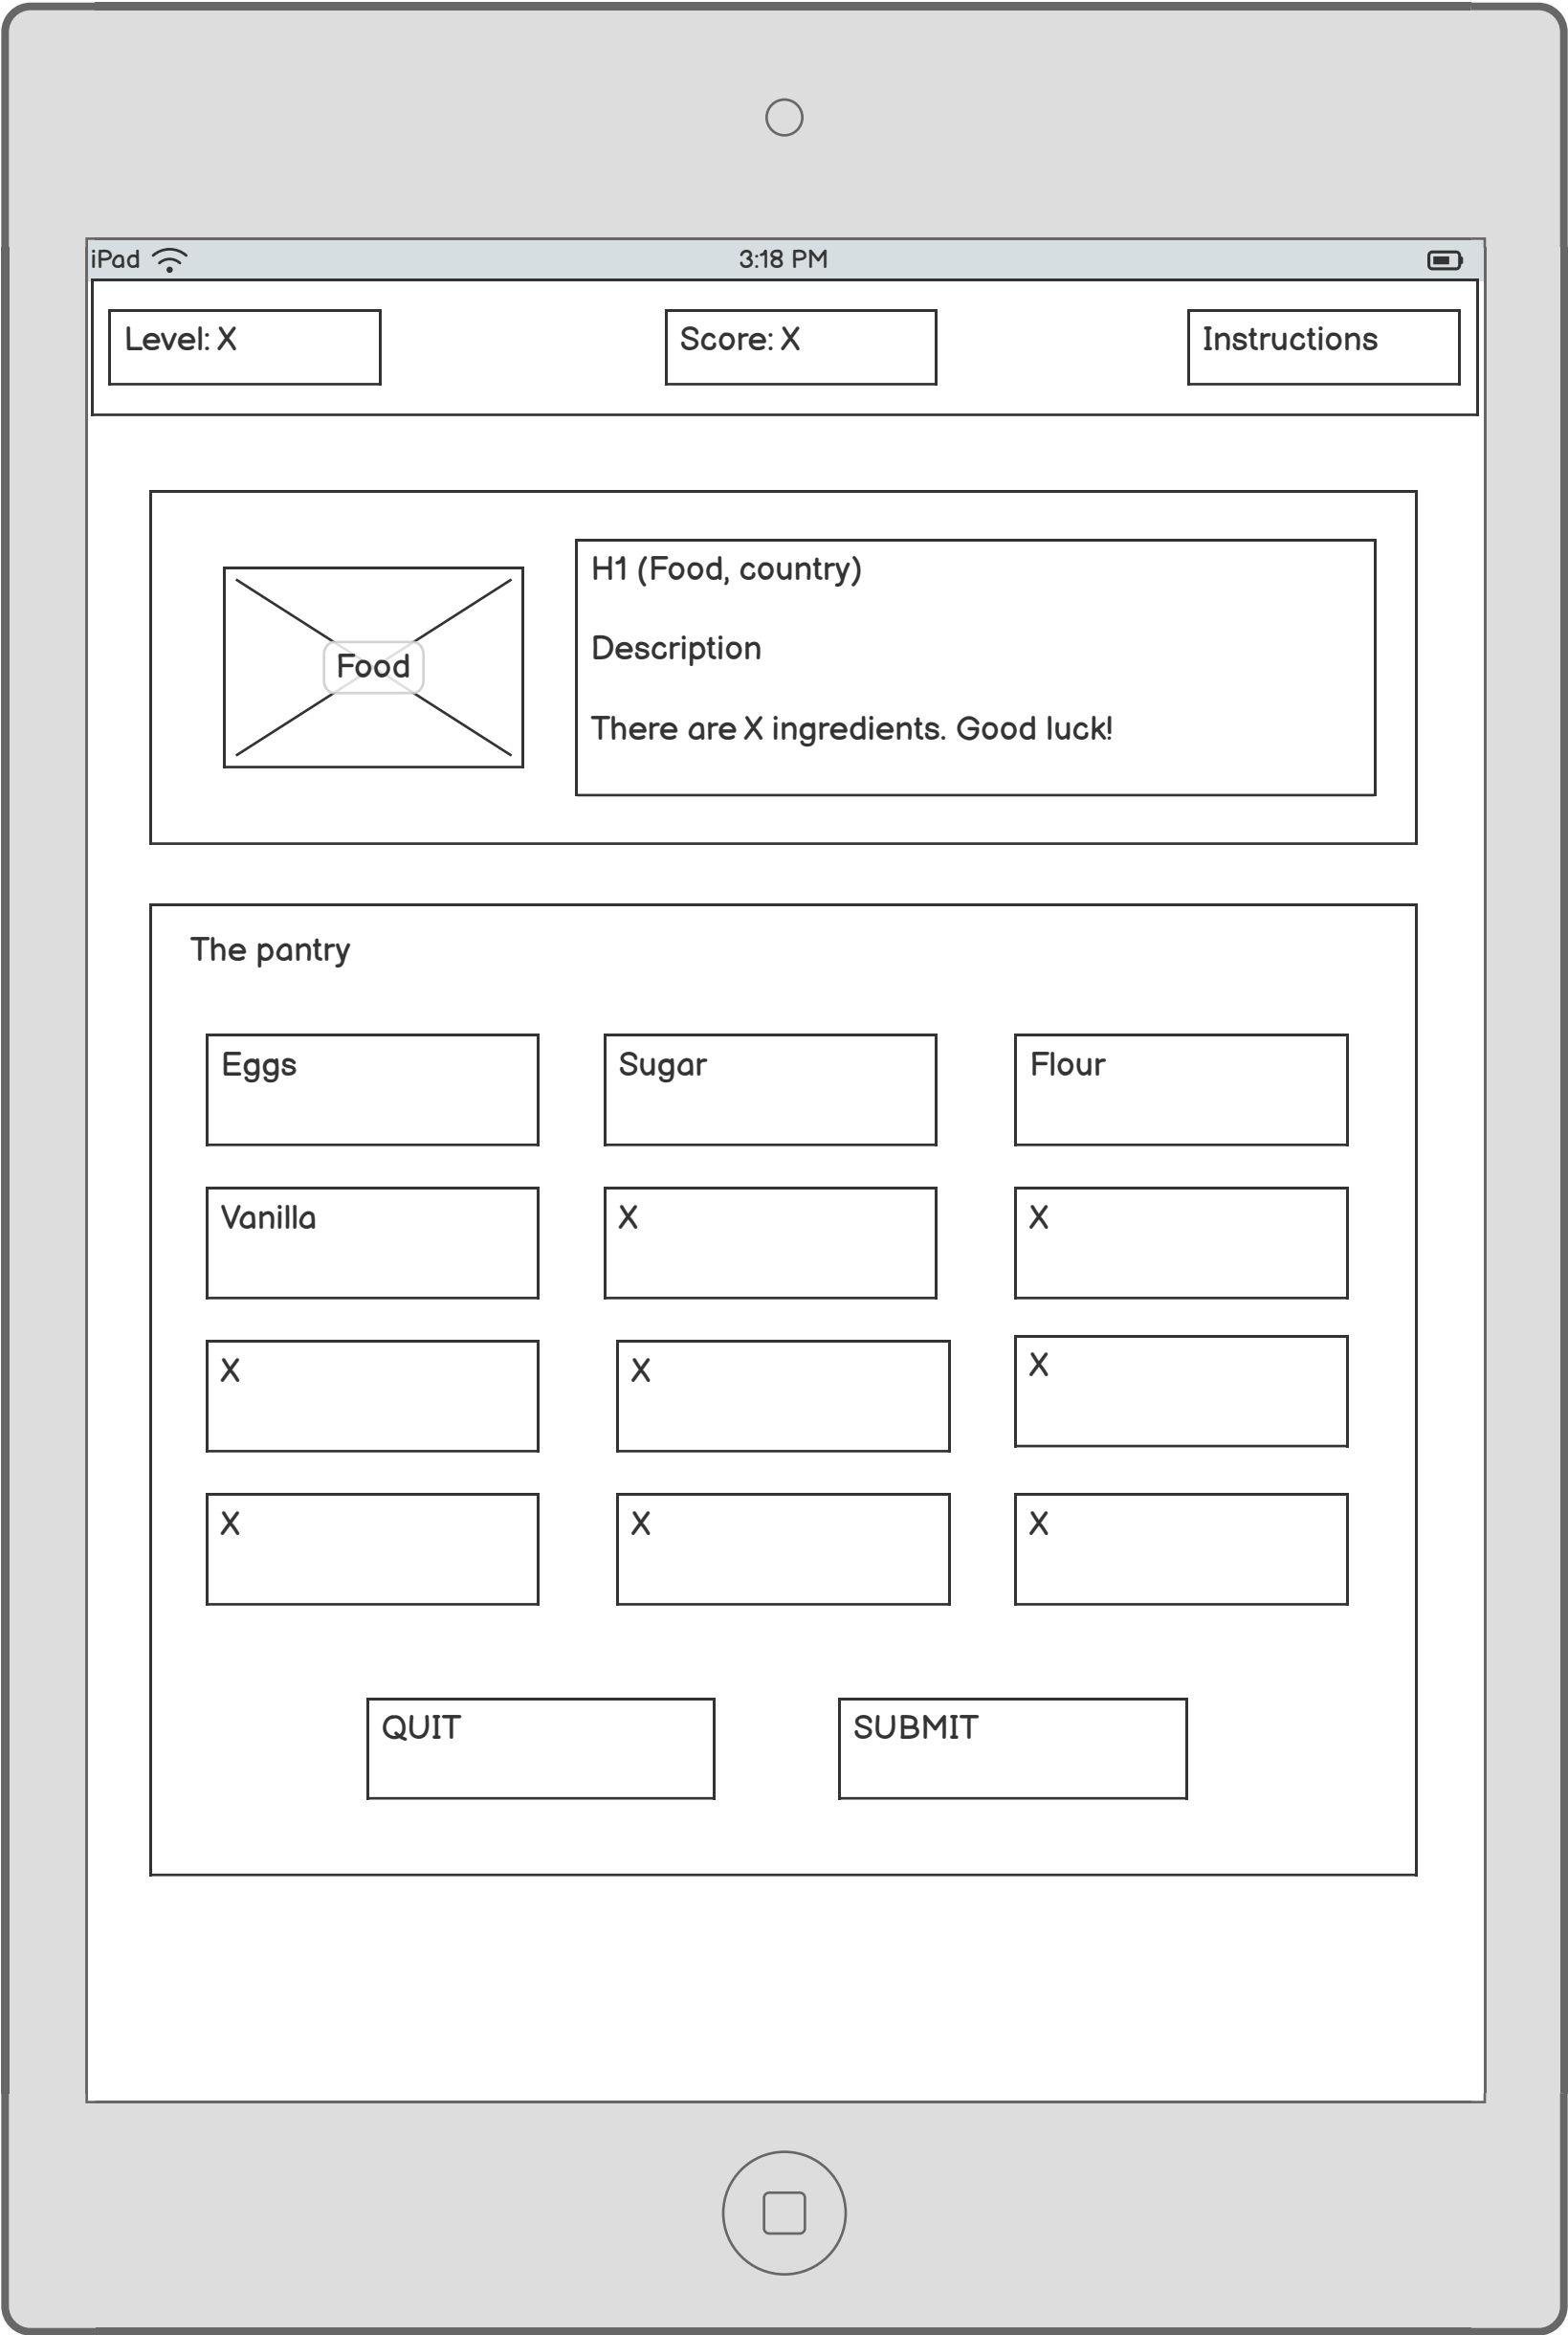 iPad 3:18 PM
Level: X Score: X Instructions
Food
H1 (Food, country)
Description
There are X ingredients. Good luck!
The pantry
Eggs Sugar Flour
Vanilla X X
X X X
X X X
QUIT SUBMIT